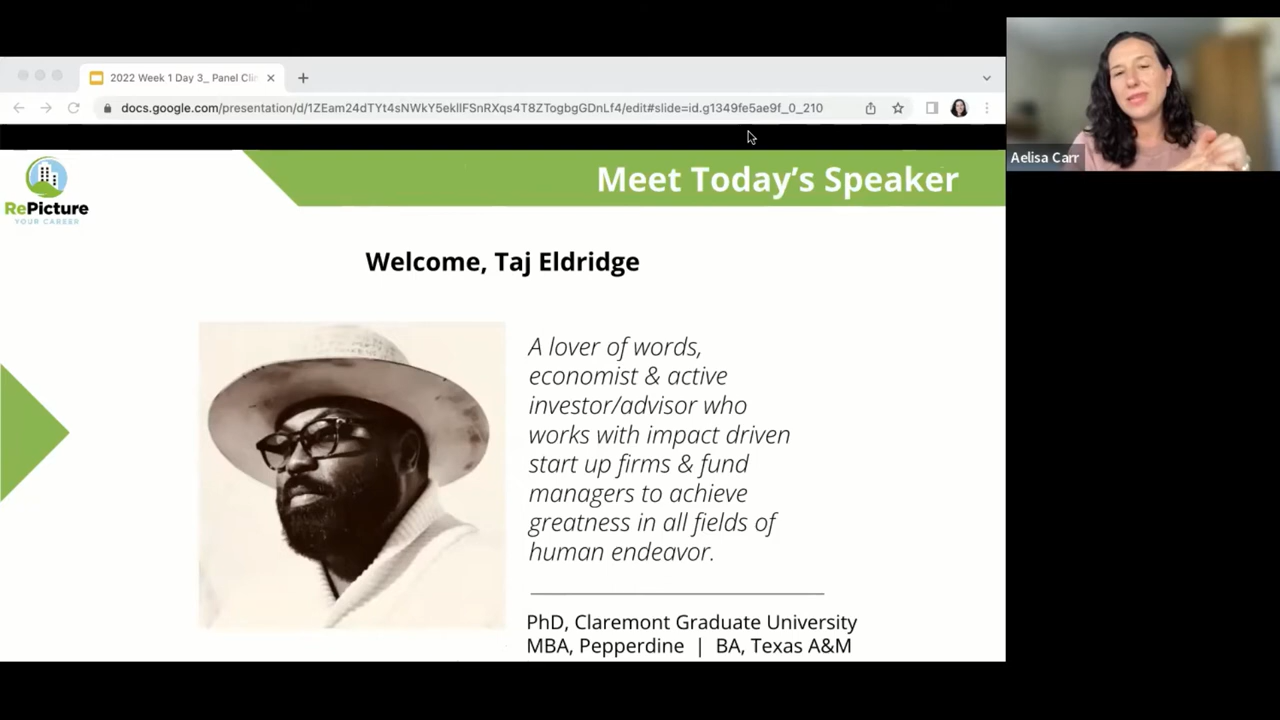 2022 Week 1 Day 3_ Panel Cli
docs.google.com/presentation/d/1ZEam24dTYt4sNWkY5ekIIFSnRXqs4T8ZTogbgGDnLf4/edit#slide=id.g1349fe5ae9f_0_210
Aelisa Carr
Meet Today's Speaker
RePicture
YOUR CAREER
Welcome, Taj Eldridge
A lover of words,
economist & active
investor/advisor who
works with impact driven
start up firms & fund
managers to achieve
greatness in all fields of
human endeavor.
PhD, Claremont Graduate University
MBA, Pepperdine | BA, Texas A&M